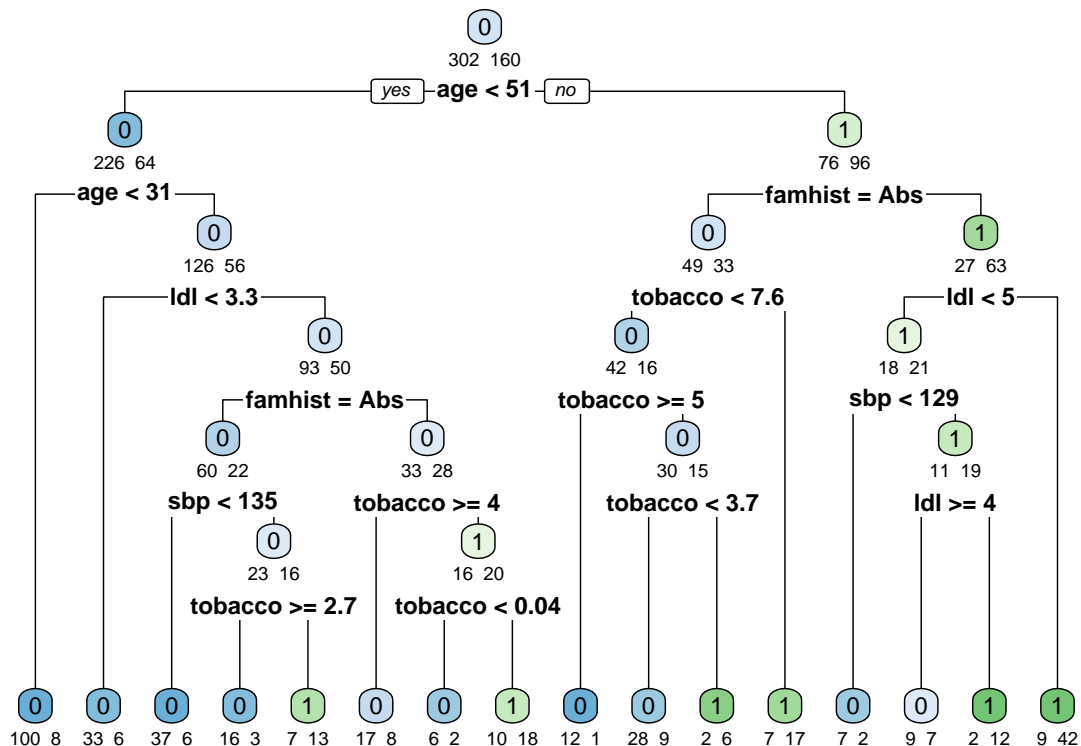 0
302 160
yes age < 51 no
0 1
226 64 76 96
age < 31 famhist = Abs
0 0 1
126 56 49 33 27 63
ldl < 3.3 tobacco < 7.6 ldl < 5
0 0 1
93 50 42 16 18 21
famhist = Abs tobacco >= 5 sbp < 129
0 0 0 1
60 22 33 28 30 15 11 19
sbp < 135 tobacco >= 4 tobacco < 3.7 ldl >= 4
0 1
23 16 16 20
tobacco >= 2.7 tobacco < 0.04
0 0 0 0 1 0 0 1 0 0 1 1 0 0 1 1
100 8 33 6 37 6 16 3 7 13 17 8 6 2 10 18 12 1 28 9 2 6 7 17 7 2 9 7 2 12 9 42